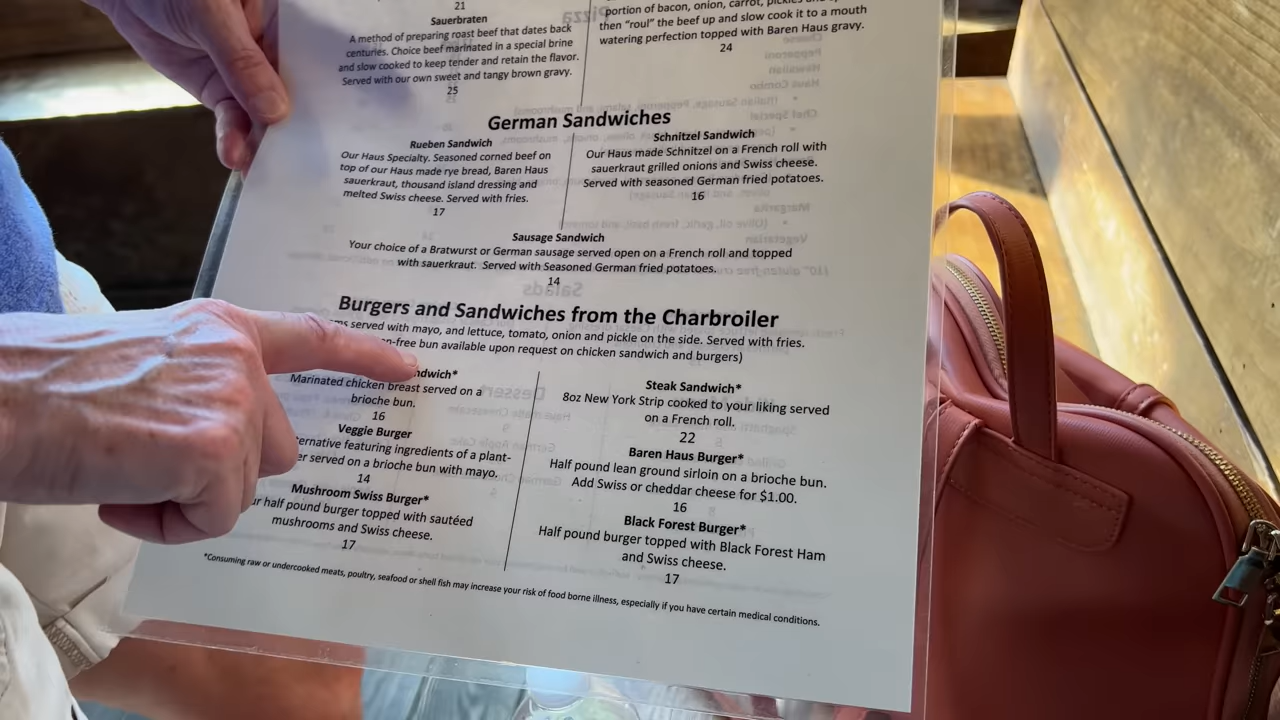 21
Sauerbraten
A method of preparing roast beef that dates back
centuries. Choice beef marinated in a special brine
and slow cooked to keep tender and retain the flavor.
Served with our own sweet and tangy brown gravy.
25
portion of bacon, onion, carrot, pickles and
then “roul” the beef up and slow cook it to a mouth
watering perfection topped with Baren Haus gravy.
24
German Sandwiches
Rueben Sandwich
Our Haus Specialty. Seasoned corned beef on
top of our Haus made rye bread, Baren Haus
sauerkraut, thousand island dressing and
melted Swiss cheese. Served with fries.
17
Schnitzel Sandwich
Our Haus made Schnitzel on a French roll with
sauerkraut grilled onions and Swiss cheese.
Served with seasoned German fried potatoes.
16
Sausage Sandwich
Your choice of a Bratwurst or German sausage served open on a French roll and topped
with sauerkraut. Served with Seasoned German fried potatoes.
14
Burgers and Sandwiches from the Charbroiler
ms served with mayo, and lettuce, tomato, onion and pickle on the side. Served with fries.
n-free bun available upon request on chicken sandwich and burgers)
ndwich*
Marinated chicken breast served on a
brioche bun.
16
Veggie Burger
ernative featuring ingredients of a plant-
er served on a brioche bun with mayo.
14
Mushroom Swiss Burger*
ur half pound burger topped with sautéed
mushrooms and Swiss cheese.
17
Steak Sandwich*
8oz New York Strip cooked to your liking served
on a French roll.
22
Baren Haus Burger*
Half pound lean ground sirloin on a brioche bun.
Add Swiss or cheddar cheese for $1.00.
16
Black Forest Burger*
Half pound burger topped with Black Forest Ham
and Swiss cheese.
17
*Consuming raw or undercooked meats, poultry, seafood or shell fish may increase your risk of food borne illness, especially if you have certain medical conditions.